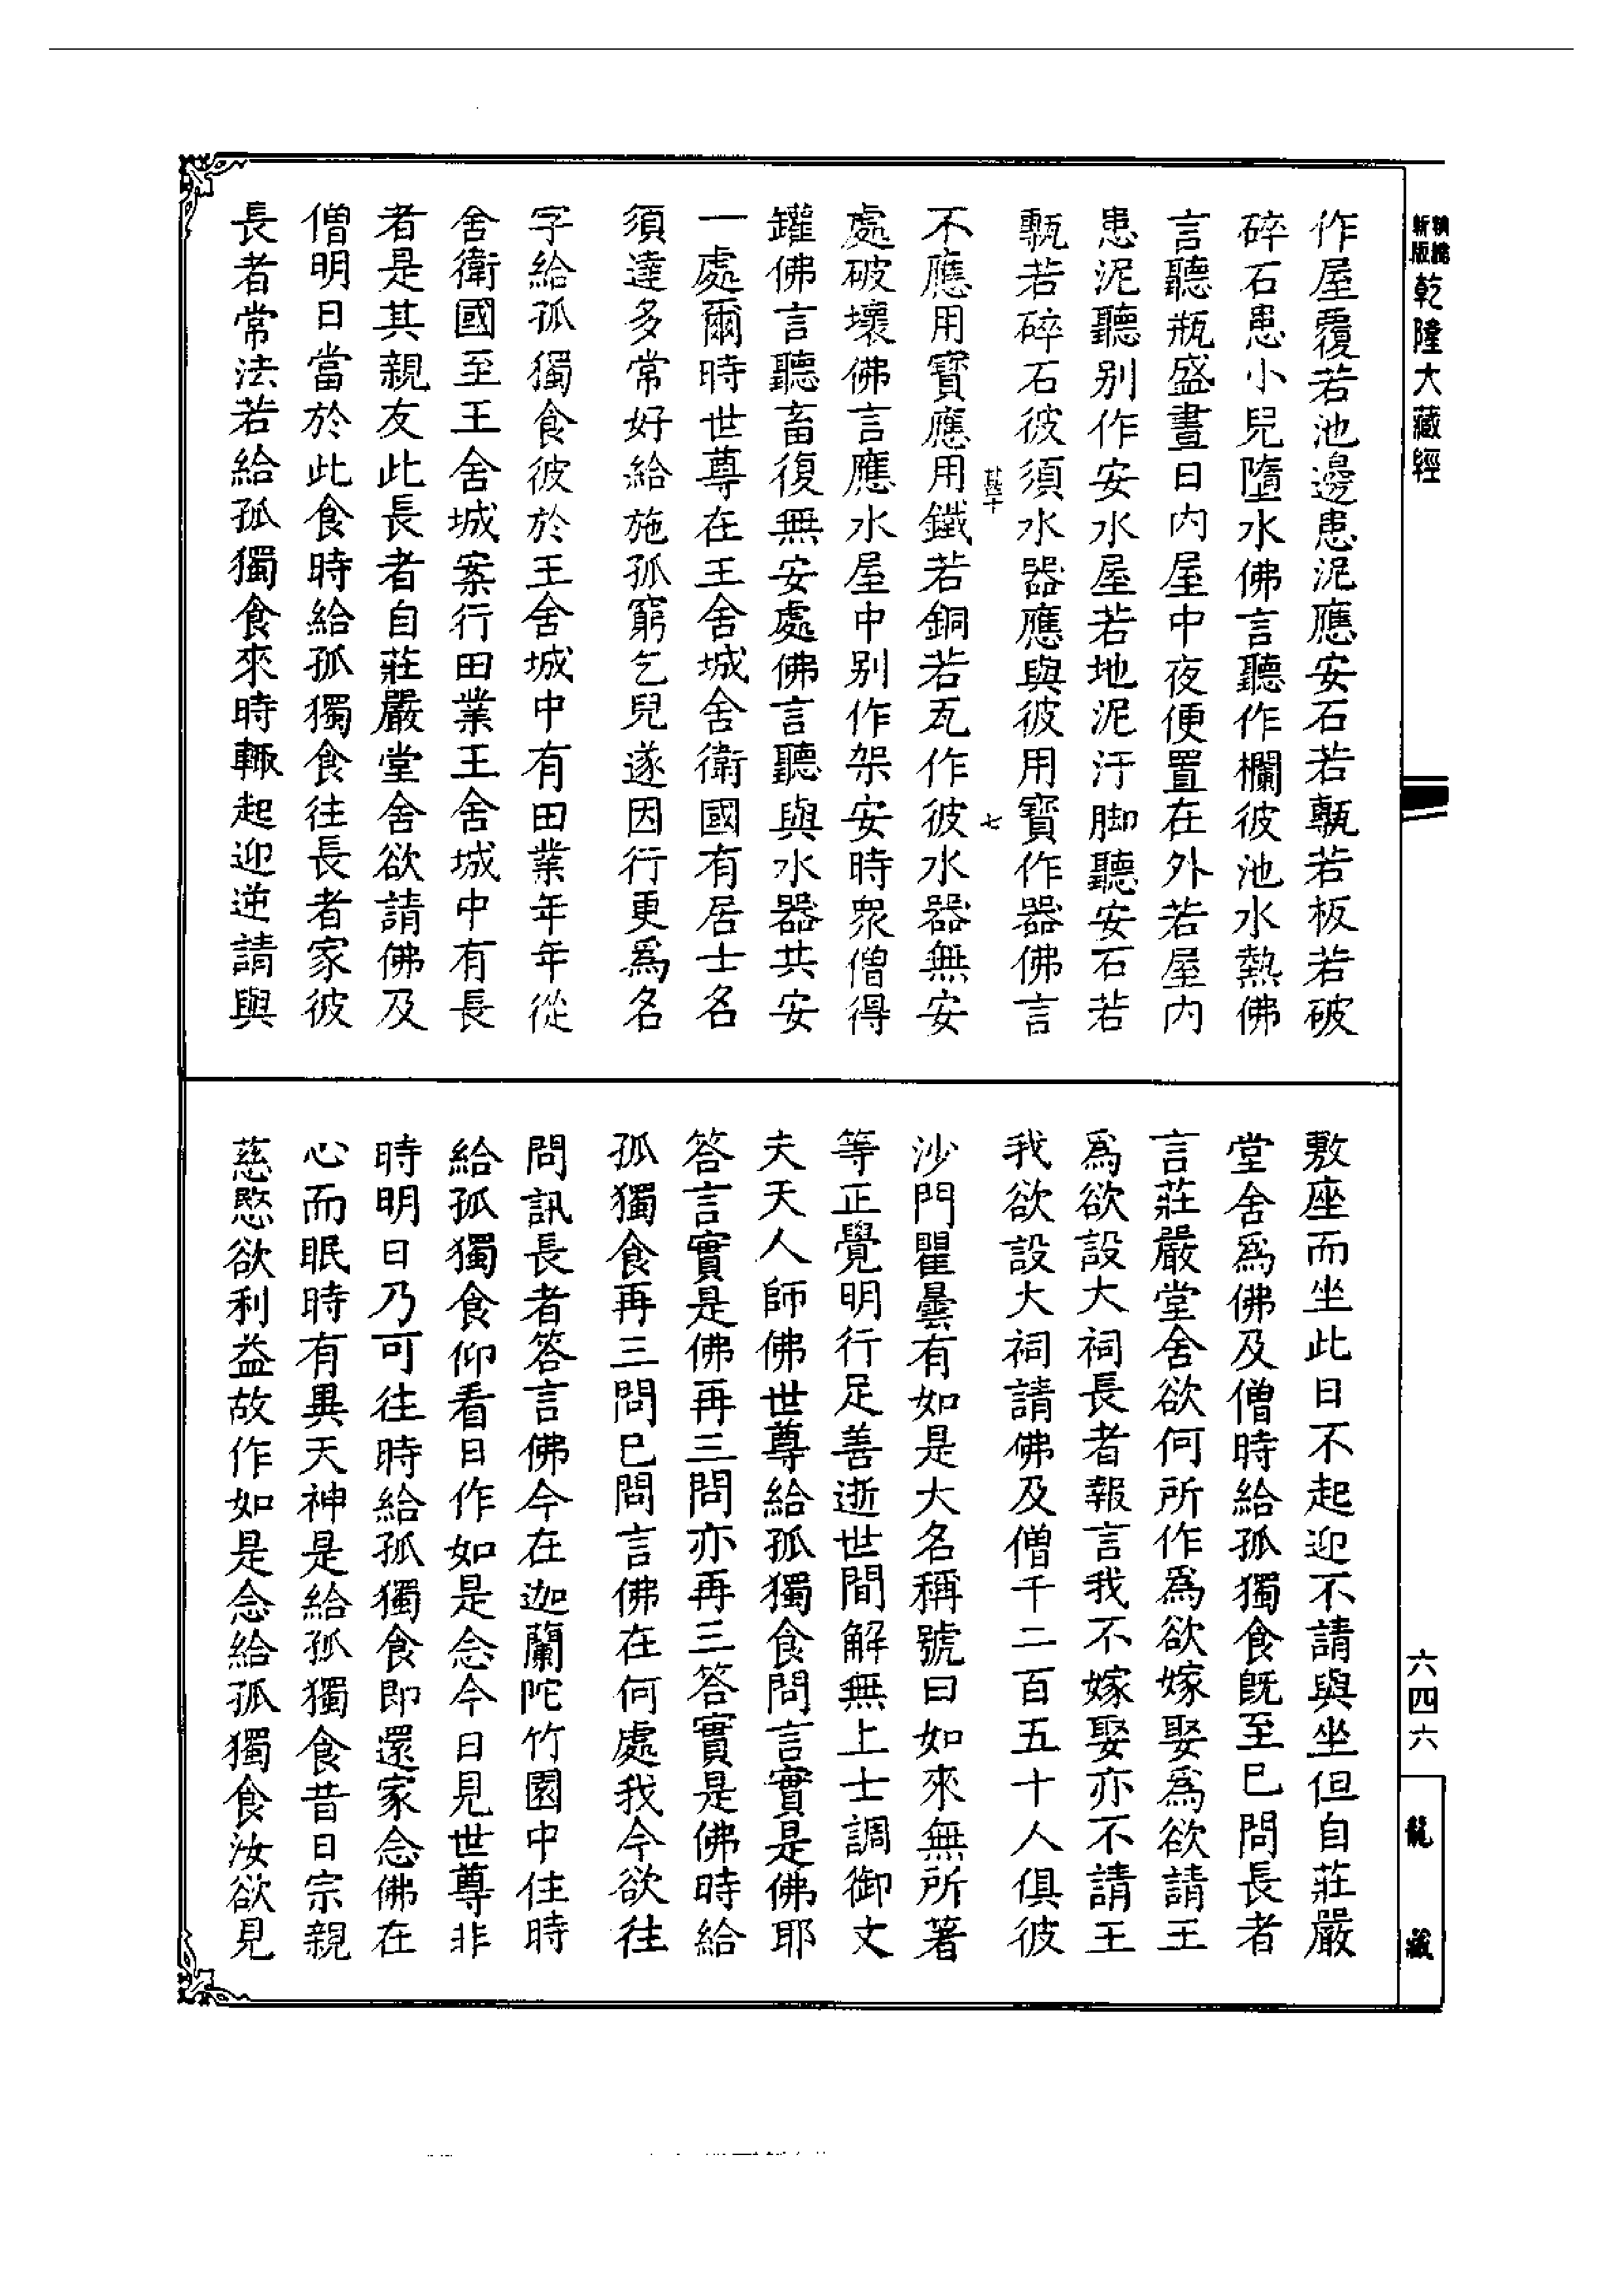 新版
乾隆大藏經
作屋覆若池邊患泥應安石若甎若板若破
碎石患小兒墮水佛言聽作欄彼池水熱佛
言聽瓶盛晝日內屋中夜便置在外若屋內
患泥聽別作安水屋若地泥汙脚聽安石若
甎若碎石彼須水器應與彼用寶作器佛言
七
不應用寶應用鐵若銅若瓦作彼水器無安
處破壞佛言應水屋中別作架安時眾僧得
罐佛言聽畜復無安處佛言聽與水器共安
一處爾時世尊在王舍城舍衛國有居士名
須達多常好給施孤窮乞兒遂因行更爲名
字給孤獨食彼於王舍城中有田業年年從
舍衛國至王舍城案行田業王舍城中有長
者是其親友此長者自莊嚴堂舍欲請佛及
僧明日當於此食時給孤獨食往長者家彼
長者常法若給孤獨食來時輙起迎逆請與
敷座而坐此日不起迎不請與坐但自莊嚴
堂舍爲佛及僧時給孤獨食旣至已問長者
言莊嚴堂舍欲何所作爲欲嫁娶爲欲請王
爲欲設大祠長者報言我不嫁娶亦不請王
我欲設大祠請佛及僧千二百五十人俱彼
沙門瞿曇有如是大名稱號曰如來無所著
等正覺明行足善逝世間解無上士調御丈
夫天人師佛世尊給孤獨食問言實是佛耶
答言實是佛再三問亦再三答實是佛時給
孤獨食再三問已問言佛在何處我今欲往
問訊長者答言佛今在迦蘭陀竹園中住時
給孤獨食仰看日作如是念今日見世尊非
時明日乃可往時給孤獨食即還家念佛在
心而眠時有異天神是給孤獨食昔日宗親
慈愍欲利益故作如是念給孤獨食汝欲見
六四六
龍藏